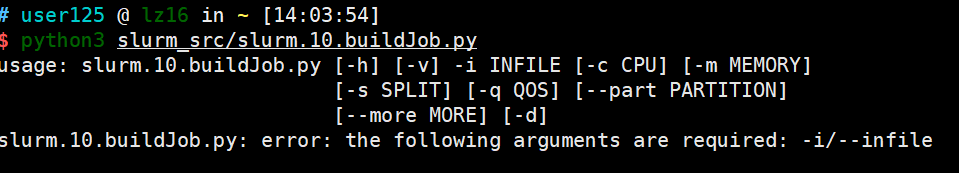 # user125 @ lz16 in ~ [14:03:54]
$ python3 slurm_src/slurm.10.buildJob.py
usage: slurm.10.buildJob.py [-h] [-v] -i INFILE [-c CPU] [-m MEMORY]
[-s SPLIT] [-q QOS] [--part PARTITION]
[--more MORE] [-d]
slurm.10.buildJob.py: error: the following arguments are required: -i/--infile